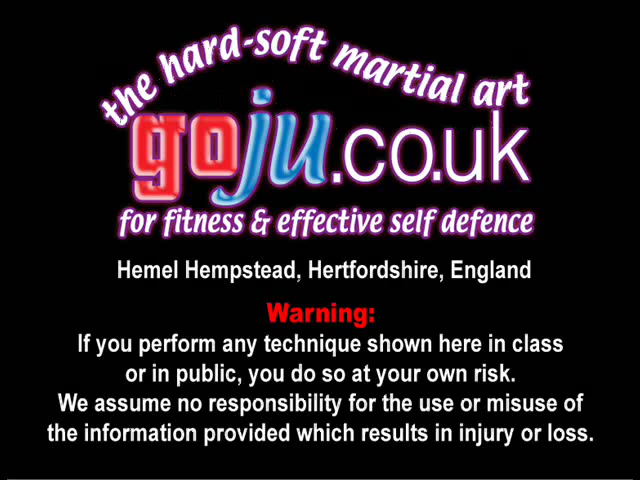 the hard-soft martial art
goju.co.uk
for fitness & effective self defence
Hemel Hempstead, Hertfordshire, England
Warning:
If you perform any technique shown here in class
or in public, you do so at your own risk.
We assume no responsibility for the use or misuse of
the information provided which results in injury or loss.